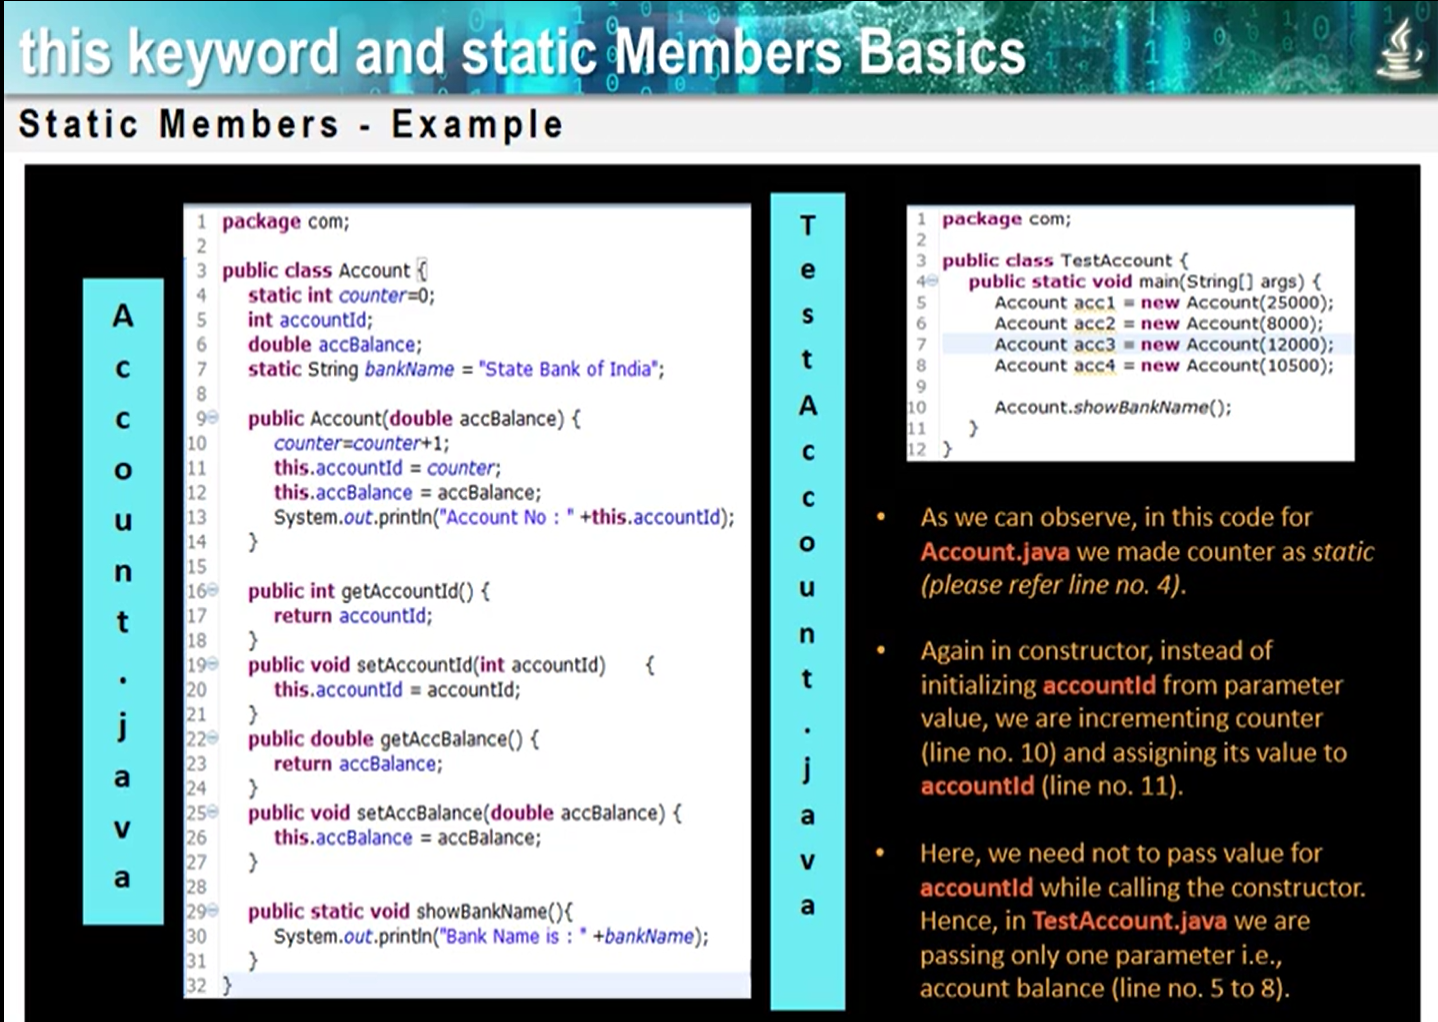 this keyword and static Members Basics
Static Members - Example
Account.java
1 package com;
2
3 public class Account {
4 static int counter=0;
5 int accountId;
6 double accBalance;
7 static String bankName = "State Bank of India";
8
9 public Account(double accBalance) {
10 counter=counter+1;
11 this.accountId = counter;
12 this.accBalance = accBalance;
13 System.out.println("Account No : " +this.accountId);
14 }
15
16 public int getAccountId() {
17 return accountId;
18 }
19 public void setAccountId(int accountId) {
20 this.accountId = accountId;
21 }
22 public double getAccBalance() {
23 return accBalance;
24 }
25 public void setAccBalance(double accBalance) {
26 this.accBalance = accBalance;
27 }
28
29 public static void showBankName(){
30 System.out.println("Bank Name is : " +bankName);
31 }
32 }
TestAccount.java
1 package com;
2
3 public class TestAccount {
4 public static void main(String[] args) {
5 Account acc1 = new Account(25000);
6 Account acc2 = new Account(8000);
7 Account acc3 = new Account(12000);
8 Account acc4 = new Account(10500);
9
10 Account.showBankName();
11 }
12 }
• As we can observe, in this code for
Account.java we made counter as static
(please refer line no. 4).
• Again in constructor, instead of
initializing accountId from parameter
value, we are incrementing counter
(line no. 10) and assigning its value to
accountId (line no. 11).
• Here, we need not to pass value for
accountId while calling the constructor.
Hence, in TestAccount.java we are
passing only one parameter i.e.,
account balance (line no. 5 to 8).